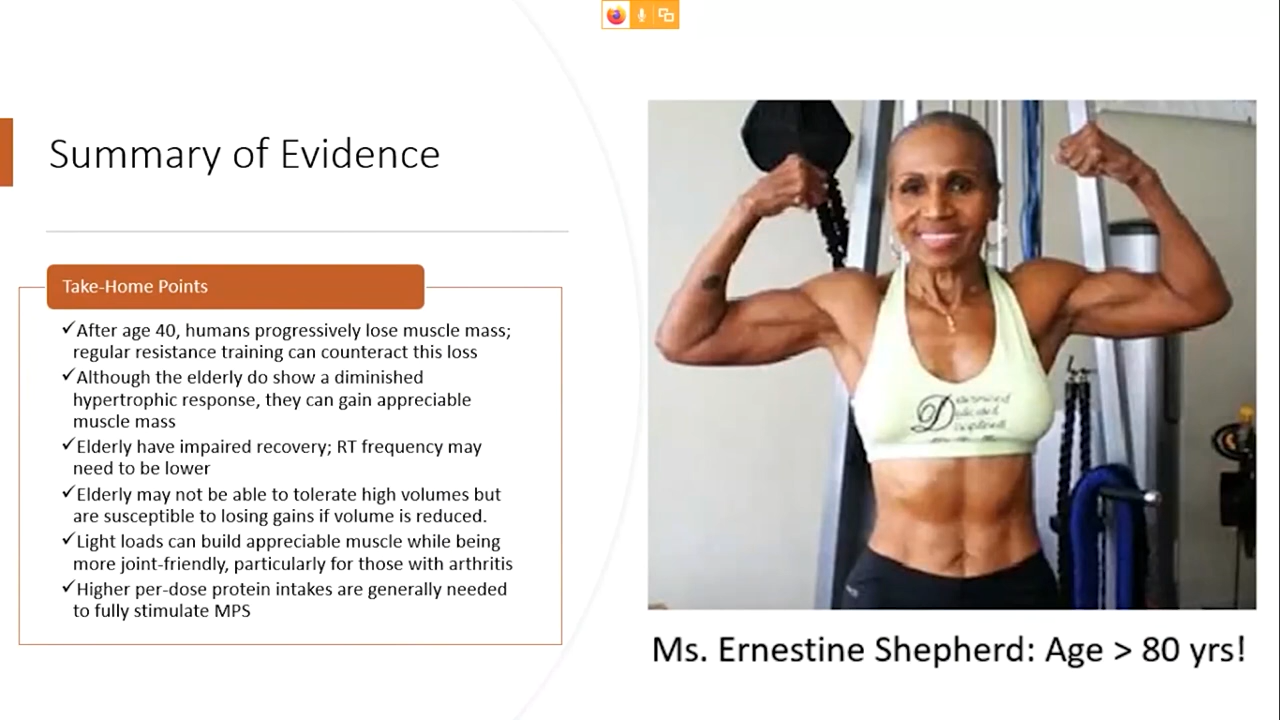 Summary of Evidence
Take-Home Points
✓After age 40, humans progressively lose muscle mass;
regular resistance training can counteract this loss
✓Although the elderly do show a diminished
hypertrophic response, they can gain appreciable
muscle mass
✓Elderly have impaired recovery; RT frequency may
need to be lower
✓Elderly may not be able to tolerate high volumes but
are susceptible to losing gains if volume is reduced.
✓Light loads can build appreciable muscle while being
more joint-friendly, particularly for those with arthritis
✓Higher per-dose protein intakes are generally needed
to fully stimulate MPS
Determined
Dedicated
Disciplined
Ms. Ernestine Shepherd: Age > 80 yrs!